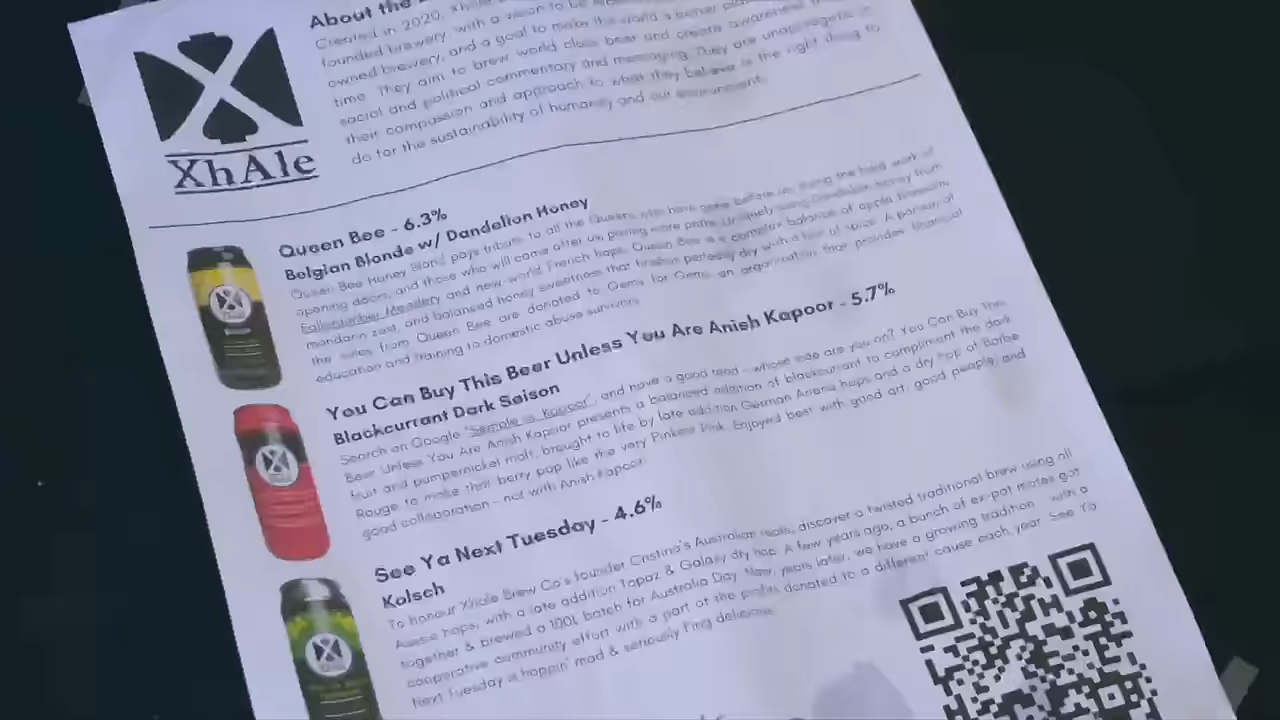 About the
Created in 2020, Xhale
founded brewery, with a vision to be
owned brewery, and a goal to make the world a better
time. They aim to brew world class beer and create awareness
social and political commentary and messaging. They are unapologetic in
their compassion and approach to what they believe is the right thing to
do for the sustainability of humanity and our environment.
XhAle
Queen Bee - 6.3%
Belgian Blonde w/ Dandelion Honey
Queen Bee Honey Blond pays tribute to all the Queens who have gone before us, doing the hard work of
opening doors, and those who will come after us, paving more paths. Uniquely using Dandelion honey from
Fallentimber Meadery and new-world French hops, Queen Bee is a complex balance of apple blossom,
mandarin zest, and balanced honey sweetness that finishes perfectly dry with a hint of spice. A portion of
the sales from Queen Bee are donated to Gems for Gems, an organization that provides financial
education and training to domestic abuse survivors.
You Can Buy This Beer Unless You Are Anish Kapoor - 5.7%
Blackcurrant Dark Saison
Search on Google "Semple vs. Kapoor", and have a good read - whose side are you on? You Can Buy This
Beer Unless You Are Anish Kapoor presents a balanced addition of blackcurrant to compliment the dark
fruit and pumpernickel malt, brought to life by late addition German Ariana hops and a dry hop of Barbe
Rouge to make that berry pop like the very Pinkest Pink. Enjoyed best with good art, good people, and
good collaboration - not with Anish Kapoor.
See Ya Next Tuesday - 4.6%
Kolsch
To honour Xhale Brew Co's founder Cristina's Australian roots, discover a twisted traditional brew using all
Aussie hops, with a late addition Topaz & Galaxy dry hop. A few years ago, a bunch of ex-pat mates got
together & brewed a 100L batch for Australia Day. Now, years later, we have a growing tradition with a
cooperative community effort with a part of the profits donated to a different cause each year. See Ya
Next Tuesday is hoppin' mad & seriously f'ing delicious.